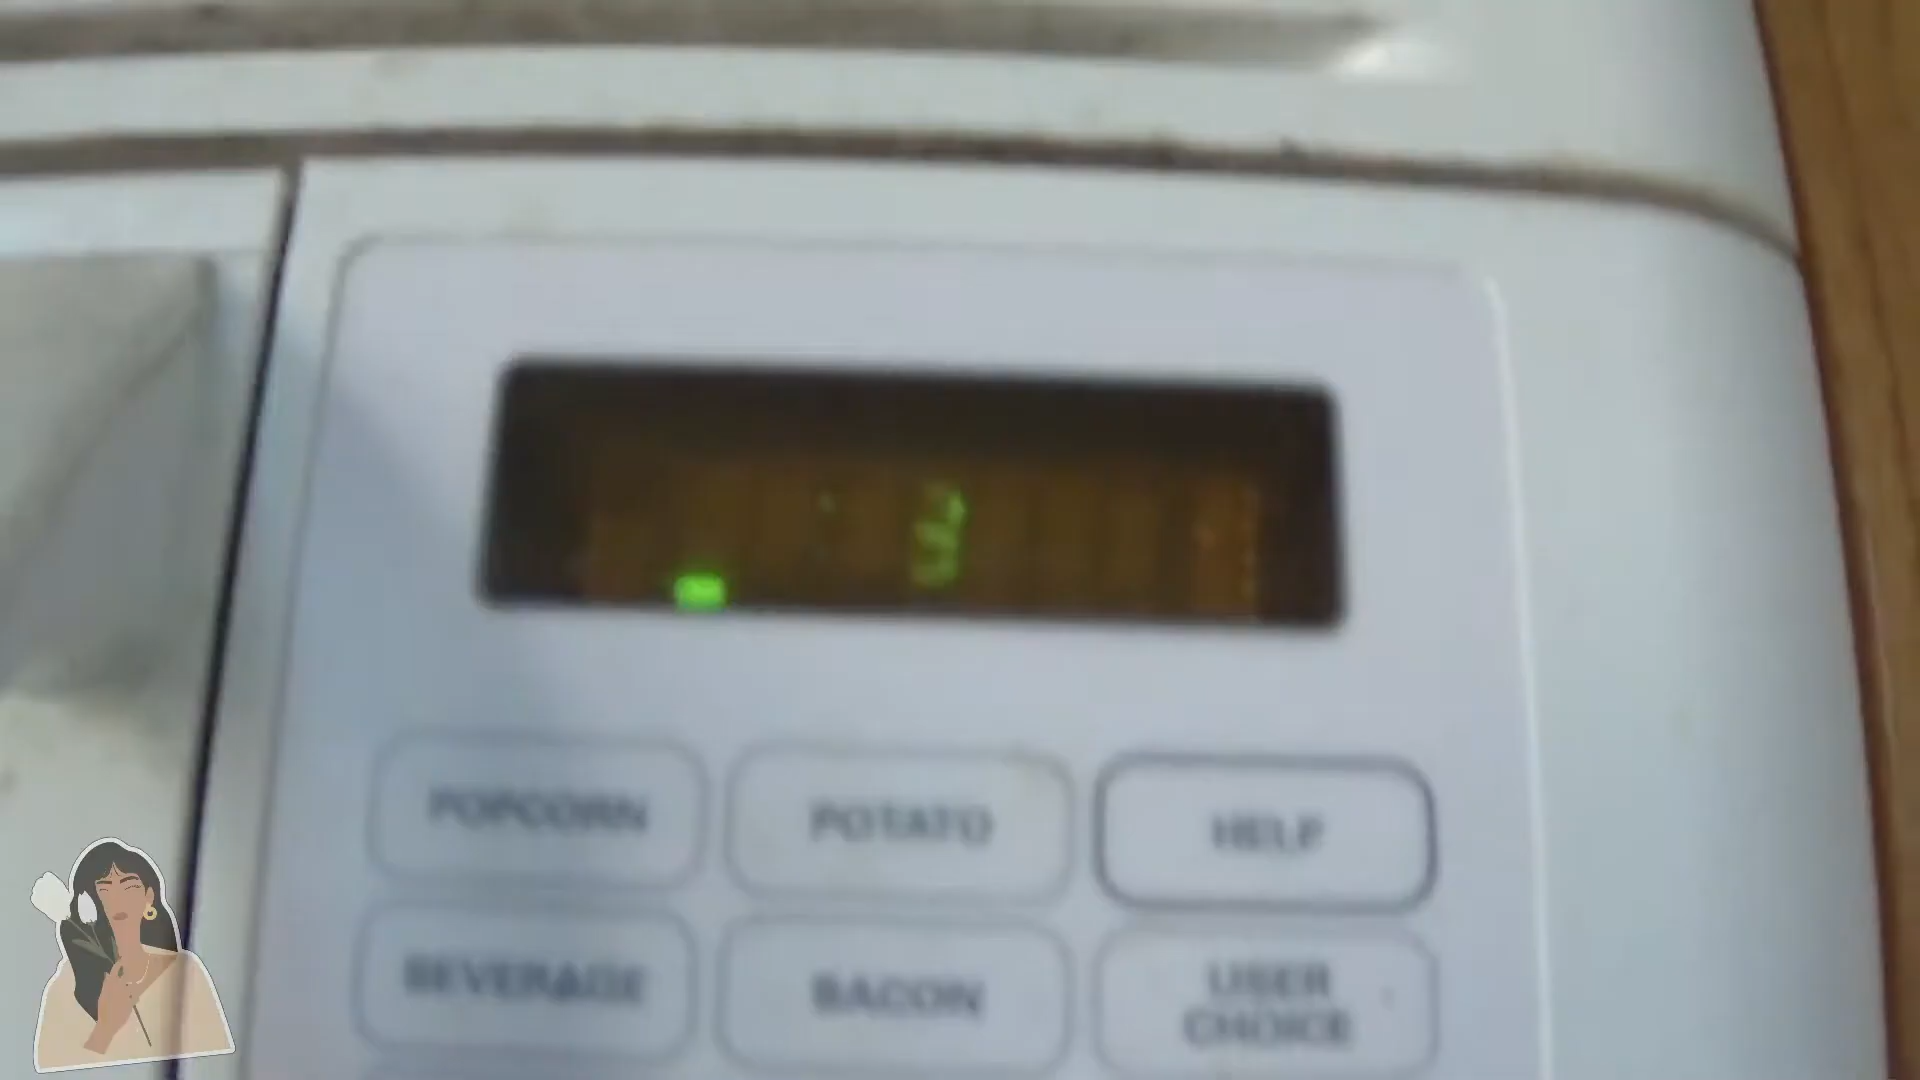 POPCORN
POTATO
HELP
BEVERAGE
BACON
USER
CHOICE